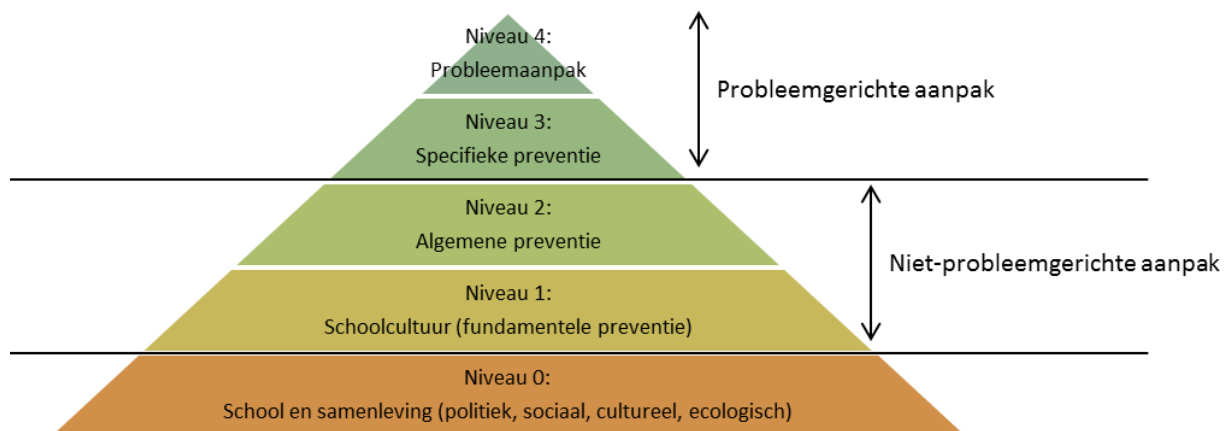 Niveau 4:
Probleemaanpak
Probleemgerichte aanpak
Niveau 3:
Specifieke preventie
Niveau 2:
Algemene preventie
Niet-probleemgerichte aanpak
Niveau 1:
Schoolcultuur (fundamentele preventie)
Niveau 0:
School en samenleving (politiek, sociaal, cultureel, ecologisch)